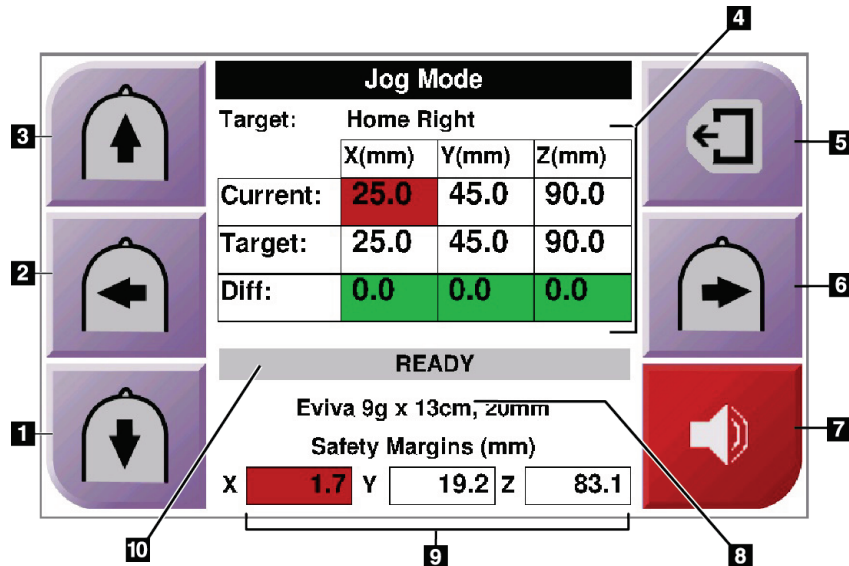 4
Jog Mode
3
Target: Home Right
5
X(mm) Y(mm) Z(mm)
Current: 25.0 45.0 90.0
Target: 25.0 45.0 90.0
2
6
Diff: 0.0 0.0 0.0
READY
Eviva 9g x 13cm, 20mm
1
7
Safety Margins (mm)
X 1.7 Y 19.2 Z 83.1
10
9
8